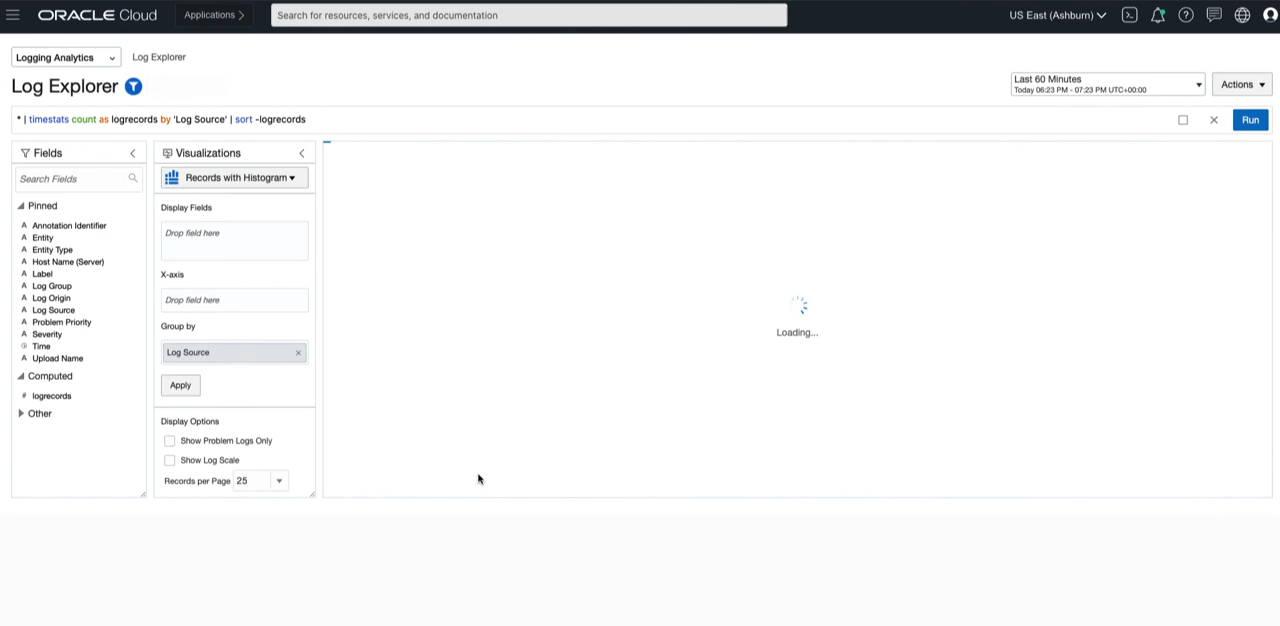 ORACLE Cloud
Applications
Search for resources, services, and documentation
US East (Ashburn)
Logging Analytics
Log Explorer
Log Explorer
Last 60 Minutes
Today 06:23 PM - 07:23 PM UTC+00:00
Actions
* | timestats count as logrecords by 'Log Source' | sort -logrecords
Run
Fields
Search Fields
Pinned
A Annotation Identifier
A Entity
A Entity Type
A Host Name (Server)
A Label
A Log Group
A Log Origin
A Log Source
A Problem Priority
A Severity
Time
A Upload Name
Computed
# logrecords
Other
Visualizations
Records with Histogram
Display Fields
Drop field here
X-axis
Drop field here
Group by
Log Source
Apply
Display Options
Show Problem Logs Only
Show Log Scale
Records per Page 25
Loading...